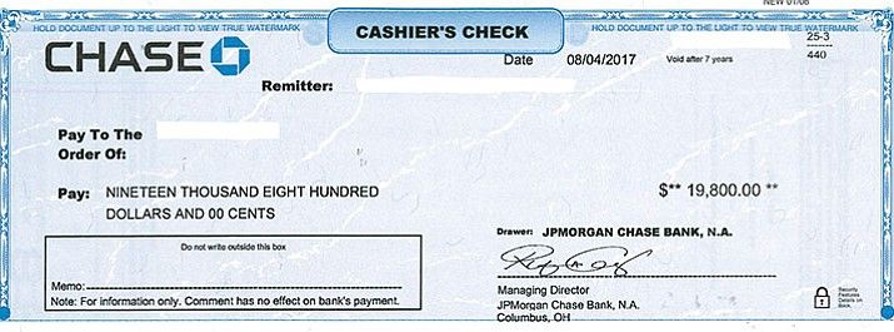 NEW 01/08
HOLD DOCUMENT UP TO THE LIGHT TO VIEW TRUE WATERMARK
CASHIER'S CHECK
HOLD DOCUMENT UP TO THE LIGHT TO VIEW TRUE WATERMARK
CHASE
Date 08/04/2017 Void after 7 years
25-3
440
Remitter:
Pay To The
Order Of:
Pay: NINETEEN THOUSAND EIGHT HUNDRED
DOLLARS AND 00 CENTS
$** 19,800.00 **
Do not write outside this box
Memo:
Note: For information only. Comment has no effect on bank's payment.
Drawer: JPMORGAN CHASE BANK, N.A.
Managing Director
JPMorgan Chase Bank, N.A.
Columbus, OH
Security
Features
Details on
Back.